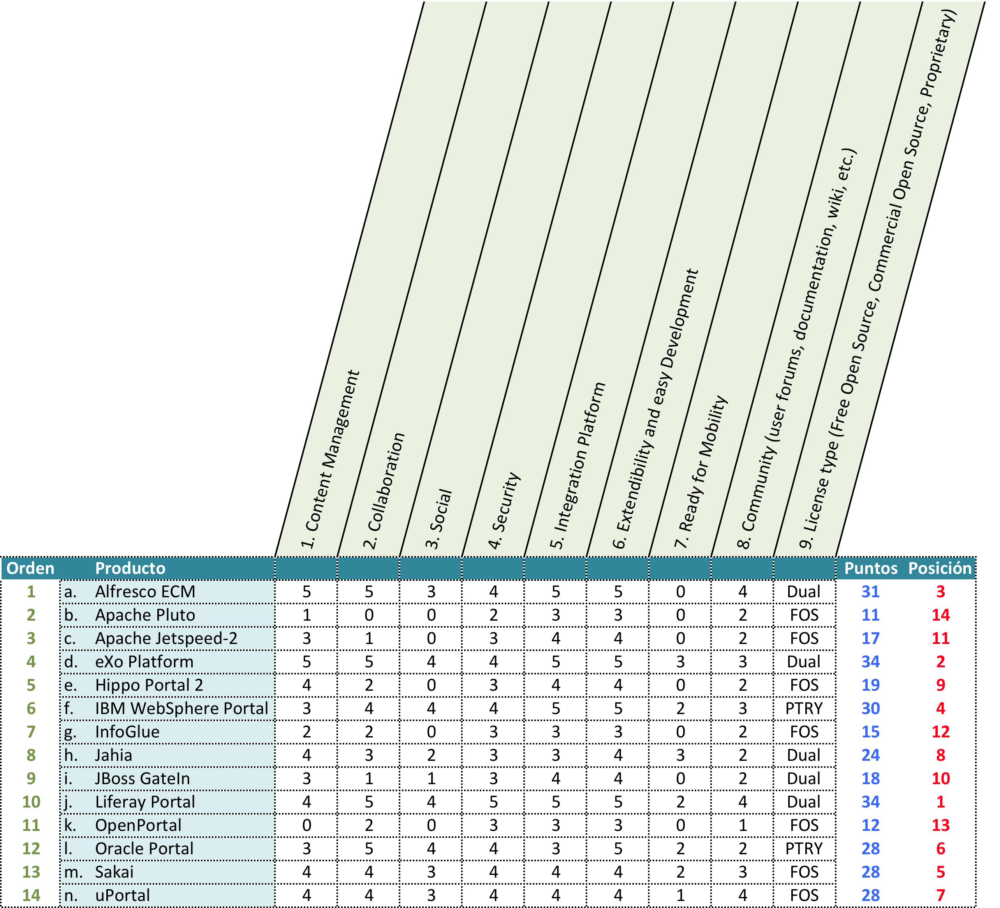 1. Content Management
2. Collaboration
3. Social
4. Security
5. Integration Platform
6. Extendibility and easy Development
7. Ready for Mobility
8. Community (user forums, documentation, wiki, etc.)
9. License type (Free Open Source, Commercial Open Source, Proprietary)
Orden Producto Puntos Posición
1 a. Alfresco ECM 5 5 3 4 5 5 0 4 Dual 31 3
2 b. Apache Pluto 1 0 0 2 3 3 0 2 FOS 11 14
3 c. Apache Jetspeed-2 3 1 0 3 4 4 0 2 FOS 17 11
4 d. eXo Platform 5 5 4 4 5 5 3 3 Dual 34 2
5 e. Hippo Portal 2 4 2 0 3 4 4 0 2 FOS 19 9
6 f. IBM WebSphere Portal 3 4 4 4 5 5 2 3 PTRY 30 4
7 g. InfoGlue 2 2 0 3 3 3 0 2 FOS 15 12
8 h. Jahia 4 3 2 3 3 4 3 2 Dual 24 8
9 i. JBoss GateIn 3 1 1 3 4 4 0 2 Dual 18 10
10 j. Liferay Portal 4 5 4 5 5 5 2 4 Dual 34 1
11 k. OpenPortal 0 2 0 3 3 3 0 1 FOS 12 13
12 l. Oracle Portal 3 5 4 4 3 5 2 2 PTRY 28 6
13 m. Sakai 4 4 3 4 4 4 2 3 FOS 28 5
14 n. uPortal 4 4 3 4 4 4 1 4 FOS 28 7